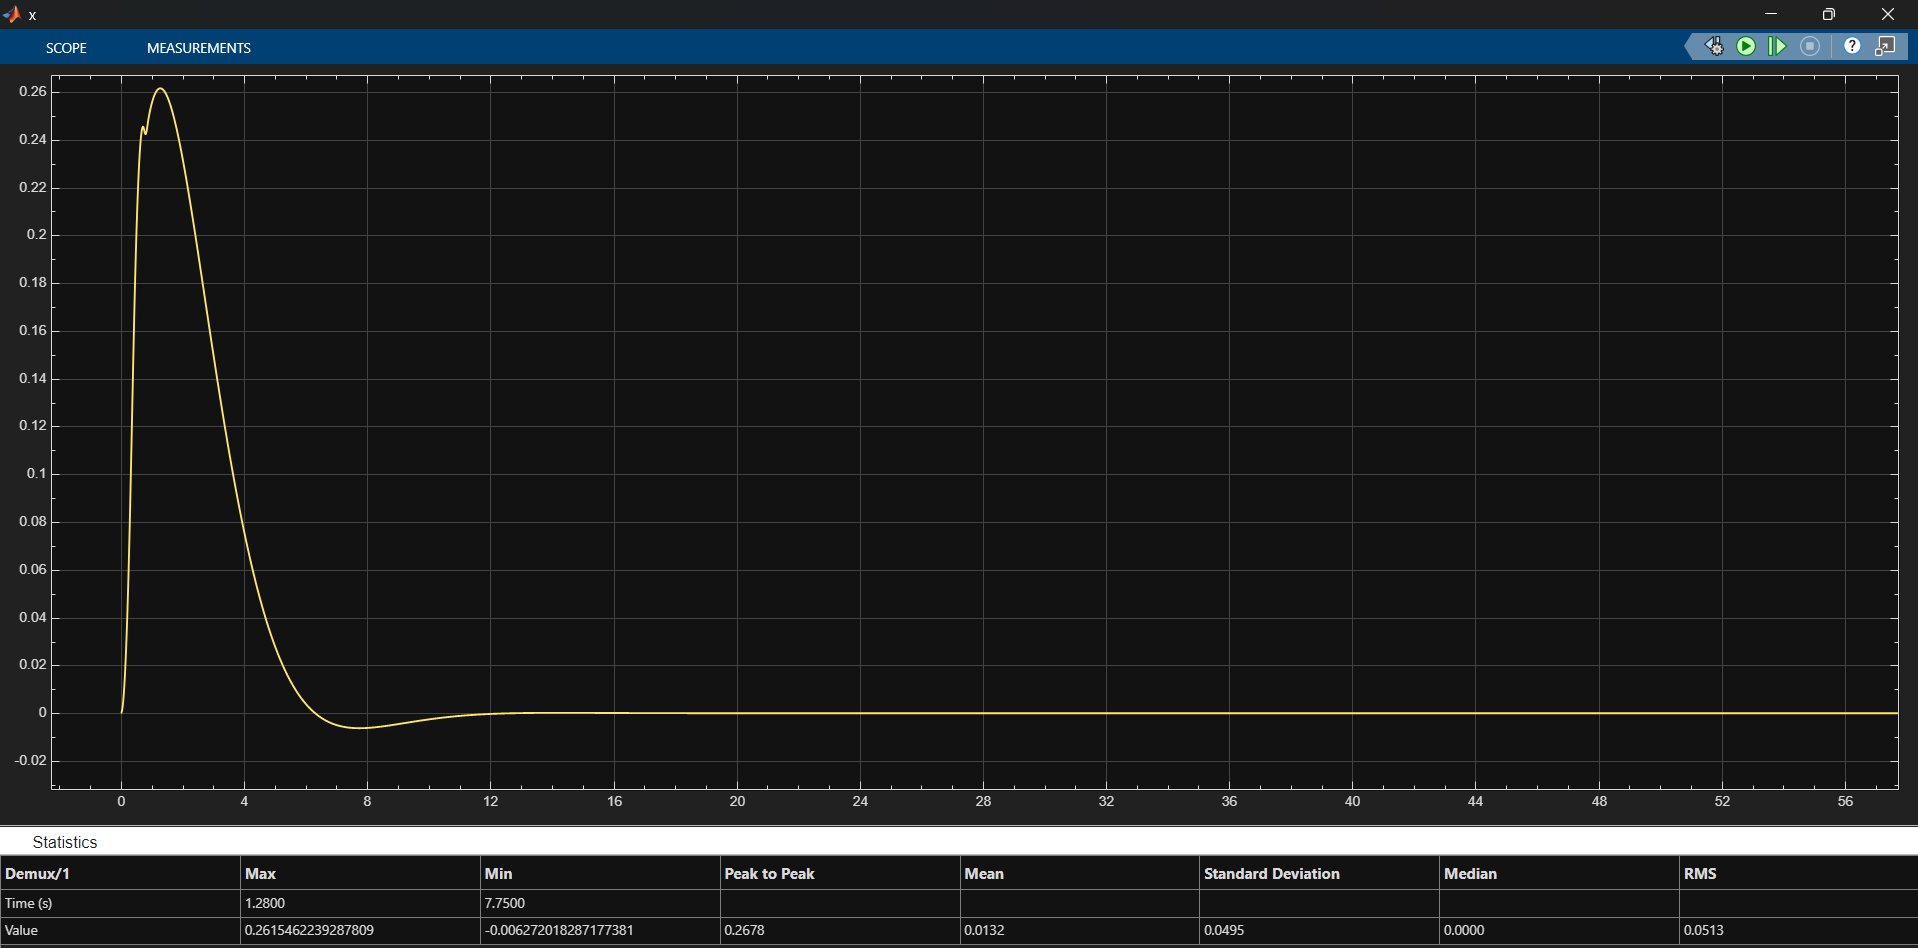 x
SCOPE MEASUREMENTS
?
0.26
0.24
0.22
0.2
0.18
0.16
0.14
0.12
0.1
0.08
0.06
0.04
0.02
0
-0.02
0 4 8 12 16 20 24 28 32 36 40 44 48 52 56
Statistics
Demux/1 Max Min Peak to Peak Mean Standard Deviation Median RMS
Time (s) 1.2800 7.7500
Value 0.2615462239287809 -0.006272018287177381 0.2678 0.0132 0.0495 0.0000 0.0513